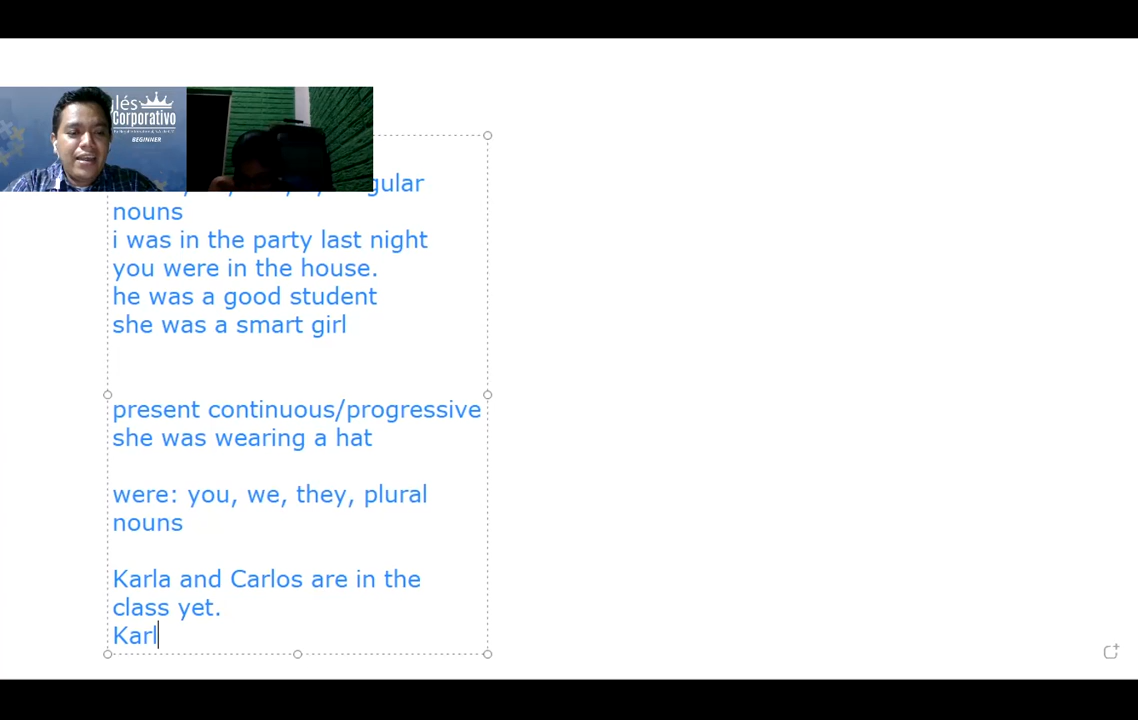 lés
Corporativo
BEGINNER
gular
nouns
i was in the party last night
you were in the house.
he was a good student
she was a smart girl
present continuous/progressive
she was wearing a hat
were: you, we, they, plural
nouns
Karla and Carlos are in the
class yet.
Karl